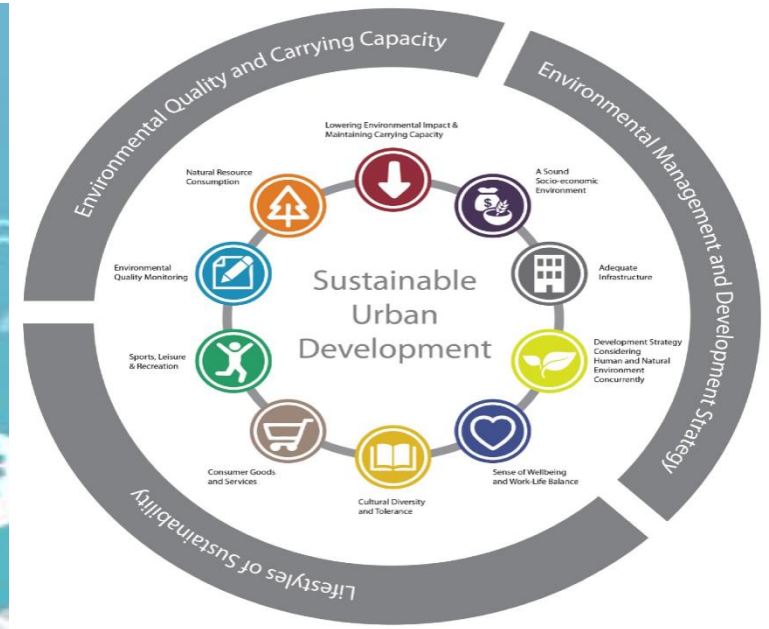 Environmental Quality and Carrying Capacity
Environmental Management and Development Strategy
Lifestyles of Sustainability
Lowering Environmental Impact &
Maintaining Carrying Capacity
A Sound
Socio-economic
Environment
Adequate
Infrastructure
Development Strategy
Considering
Human and Natural
Environment
Concurrently
Sense of Wellbeing
and Work-Life Balance
Cultural Diversity
and Tolerance
Consumer Goods
and Services
Sports, Leisure
& Recreation
Environmental
Quality Monitoring
Natural Resource
Consumption
$
Sustainable
Urban
Development